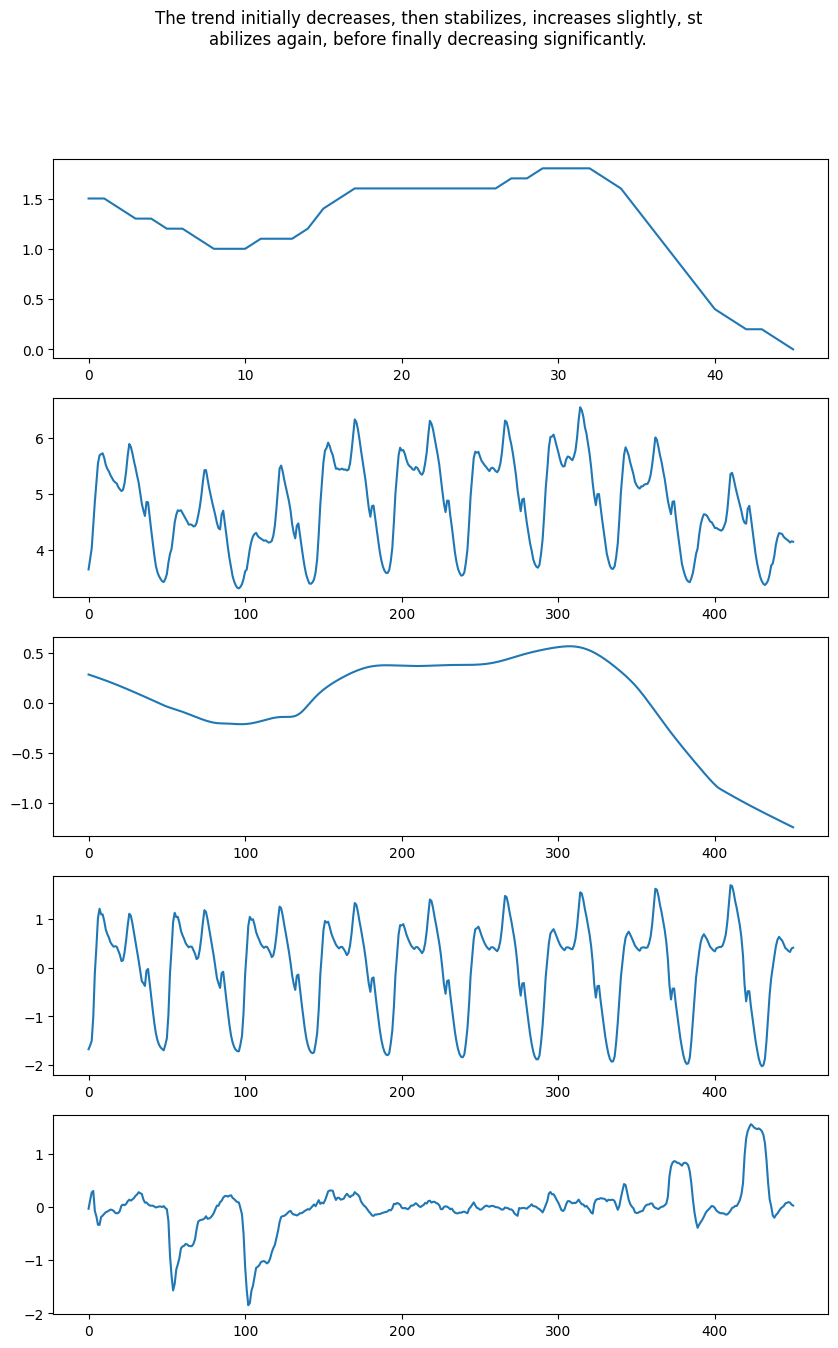 The trend initially decreases, then stabilizes, increases slightly, st
abilizes again, before finally decreasing significantly.
1.5
1.0
0.5
0.0
0 10 20 30 40
6
5
4
0 100 200 300 400
0.5
0.0
−0.5
−1.0
0 100 200 300 400
1
0
−1
−2
0 100 200 300 400
1
0
−1
−2
0 100 200 300 400